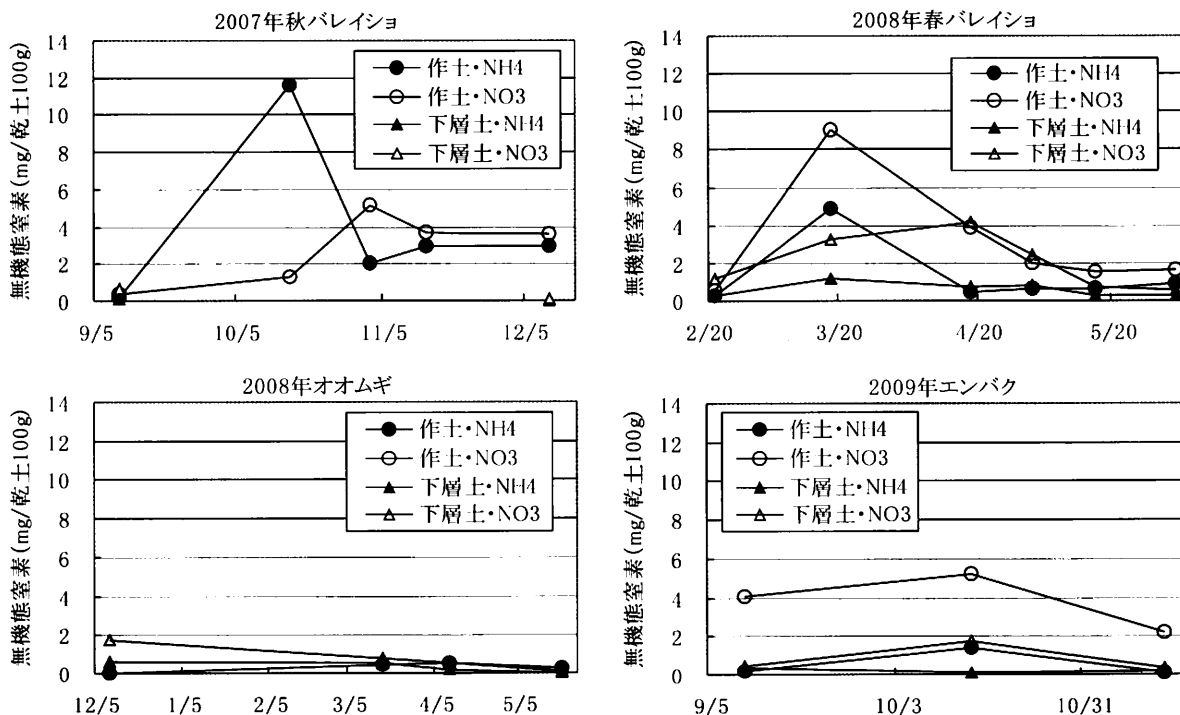 2007年秋バレイショ
無機態窒素(mg/乾土100g)
14
12
10
8
6
4
2
0
作土・NH4
作土・NO3
下層土・NH4
下層土・NO3
9/5 10/5 11/5 12/5
2008年春バレイショ
無機態窒素(mg/乾土100g)
14
12
10
8
6
4
2
0
作土・NH4
作土・NO3
下層土・NH4
下層土・NO3
2/20 3/20 4/20 5/20
2008年オオムギ
無機態窒素(mg/乾土100g)
14
12
10
8
6
4
2
0
作土・NH4
作土・NO3
下層土・NH4
下層土・NO3
12/5 1/5 2/5 3/5 4/5 5/5
2009年エンバク
無機態窒素(mg/乾土100g)
14
12
10
8
6
4
2
0
作土・NH4
作土・NO3
下層土・NH4
下層土・NO3
9/5 10/3 10/31